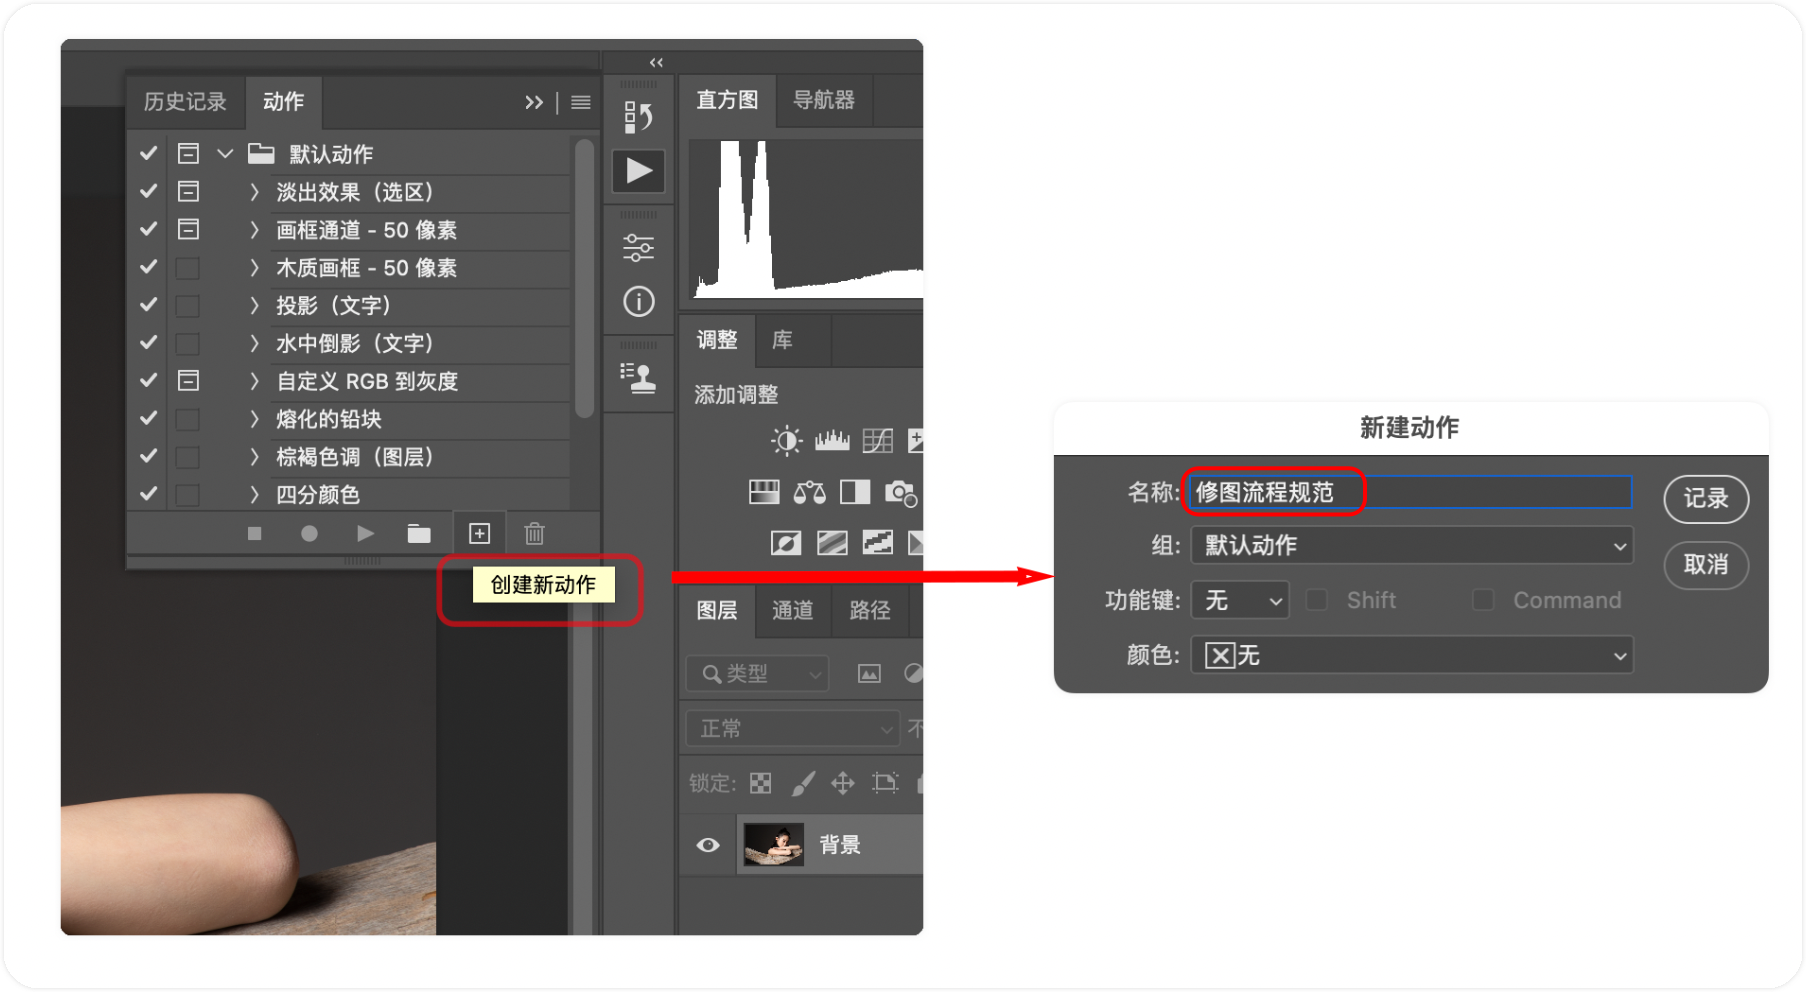 历史记录
动作
默认动作
淡出效果（选区）
画框通道 - 50 像素
木质画框 - 50 像素
投影（文字）
水中倒影（文字）
自定义 RGB 到灰度
熔化的铅块
棕褐色调（图层）
四分颜色
创建新动作
直方图
导航器
调整
库
添加调整
图层
通道
路径
类型
正常
不
锁定:
背景
新建动作
名称: 修图流程规范
记录
组: 默认动作
取消
功能键: 无 Shift Command
颜色: 无